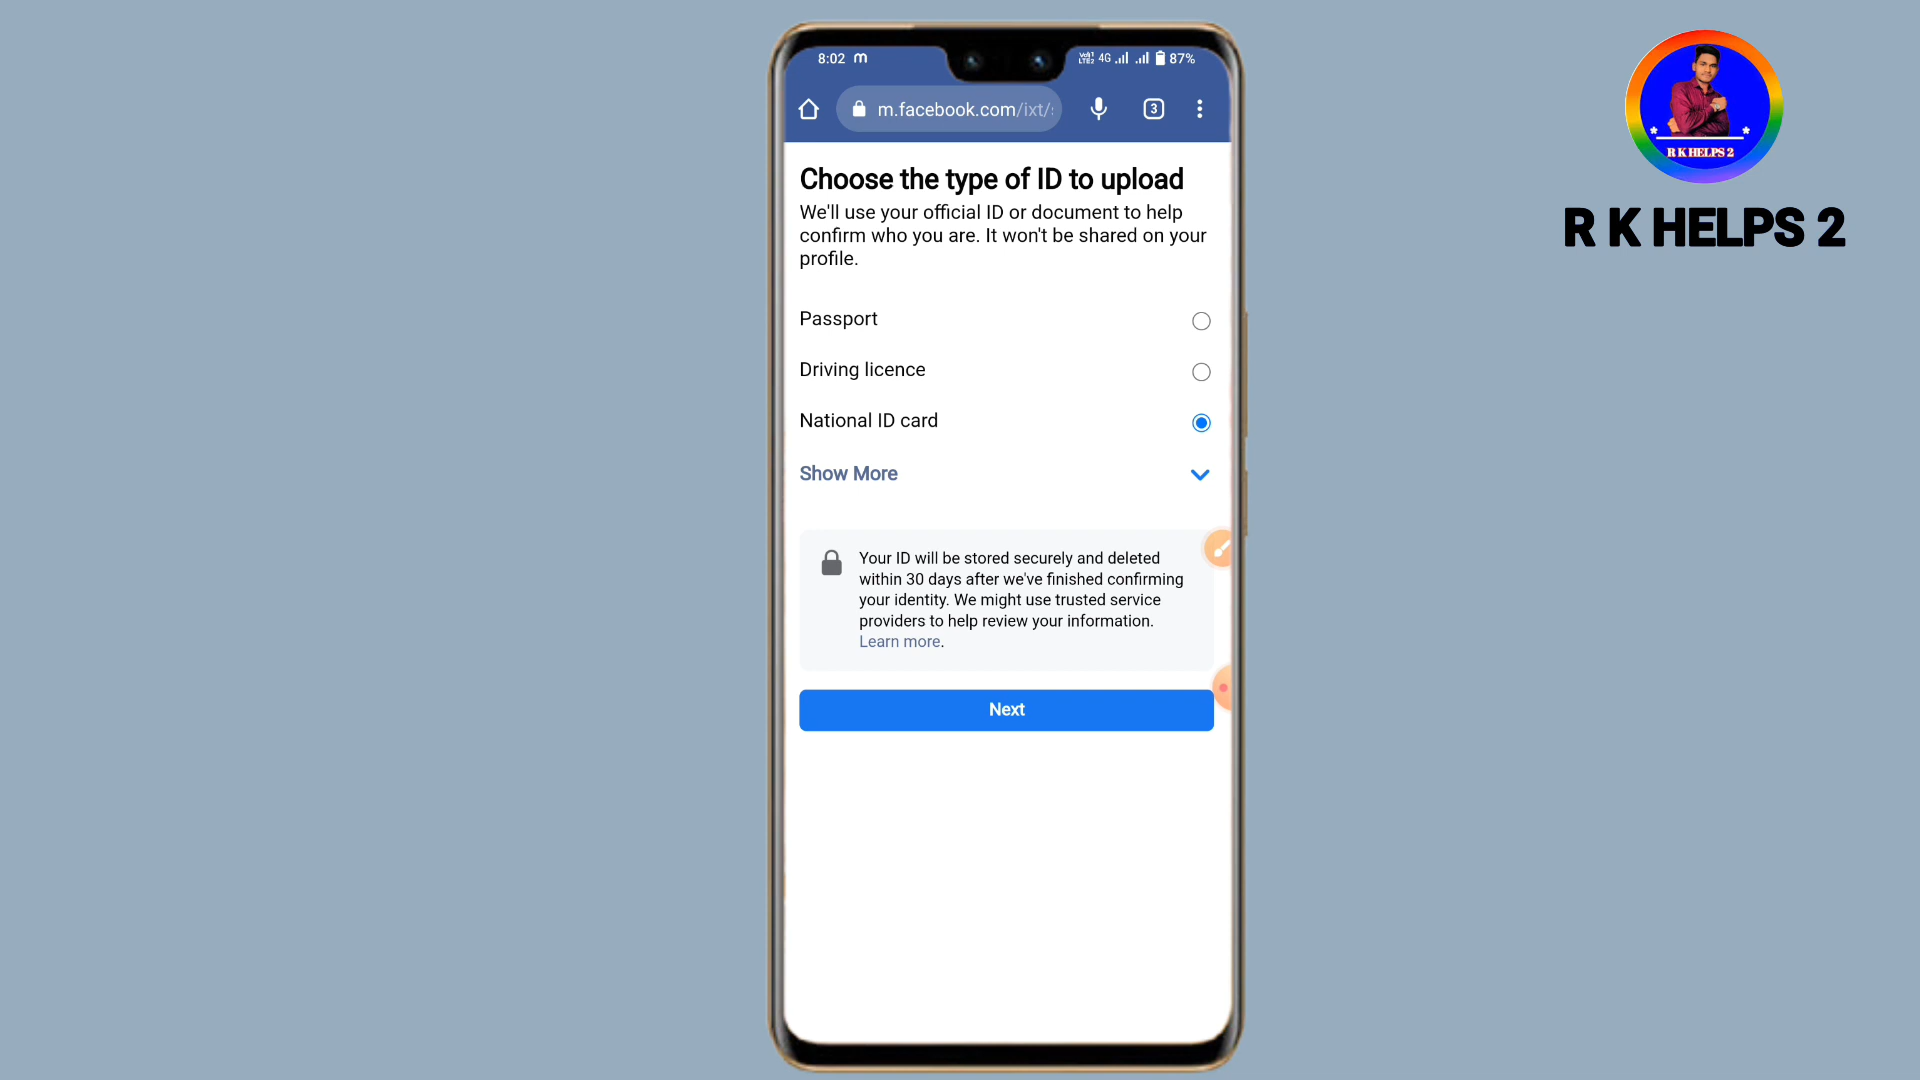 8:02 m
4G 87%
m.facebook.com/ixt/
3
Choose the type of ID to upload
We'll use your official ID or document to help
confirm who you are. It won't be shared on your
profile.
Passport
Driving licence
National ID card
Show More
Your ID will be stored securely and deleted
within 30 days after we've finished confirming
your identity. We might use trusted service
providers to help review your information.
Learn more.
Next
R K HELPS 2
R K HELPS 2